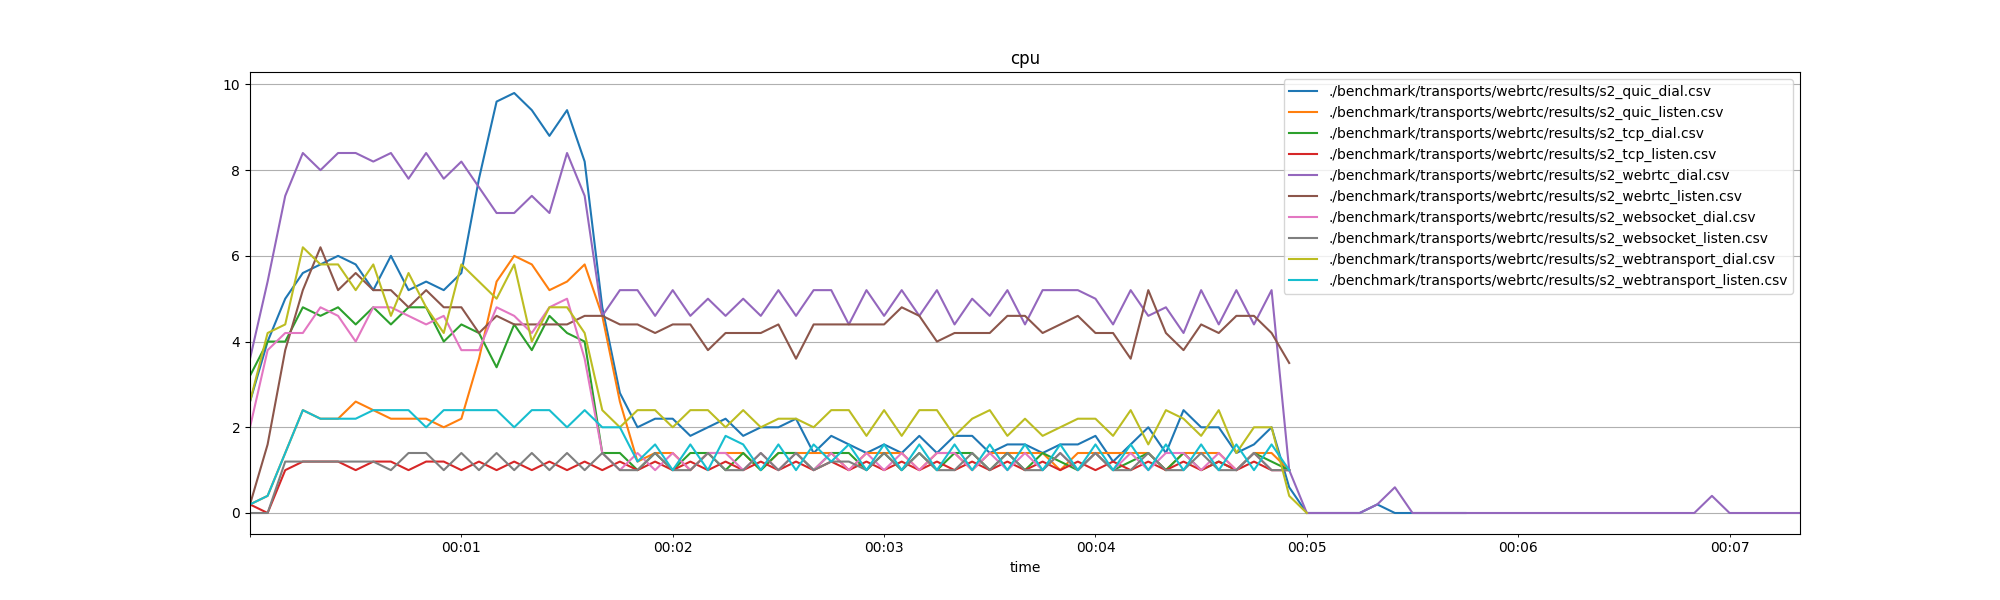 cpu
10
8
6
4
2
0
./benchmark/transports/webrtc/results/s2_quic_dial.csv
./benchmark/transports/webrtc/results/s2_quic_listen.csv
./benchmark/transports/webrtc/results/s2_tcp_dial.csv
./benchmark/transports/webrtc/results/s2_tcp_listen.csv
./benchmark/transports/webrtc/results/s2_webrtc_dial.csv
./benchmark/transports/webrtc/results/s2_webrtc_listen.csv
./benchmark/transports/webrtc/results/s2_websocket_dial.csv
./benchmark/transports/webrtc/results/s2_websocket_listen.csv
./benchmark/transports/webrtc/results/s2_webtransport_dial.csv
./benchmark/transports/webrtc/results/s2_webtransport_listen.csv
00:01 00:02 00:03 00:04 00:05 00:06 00:07
time